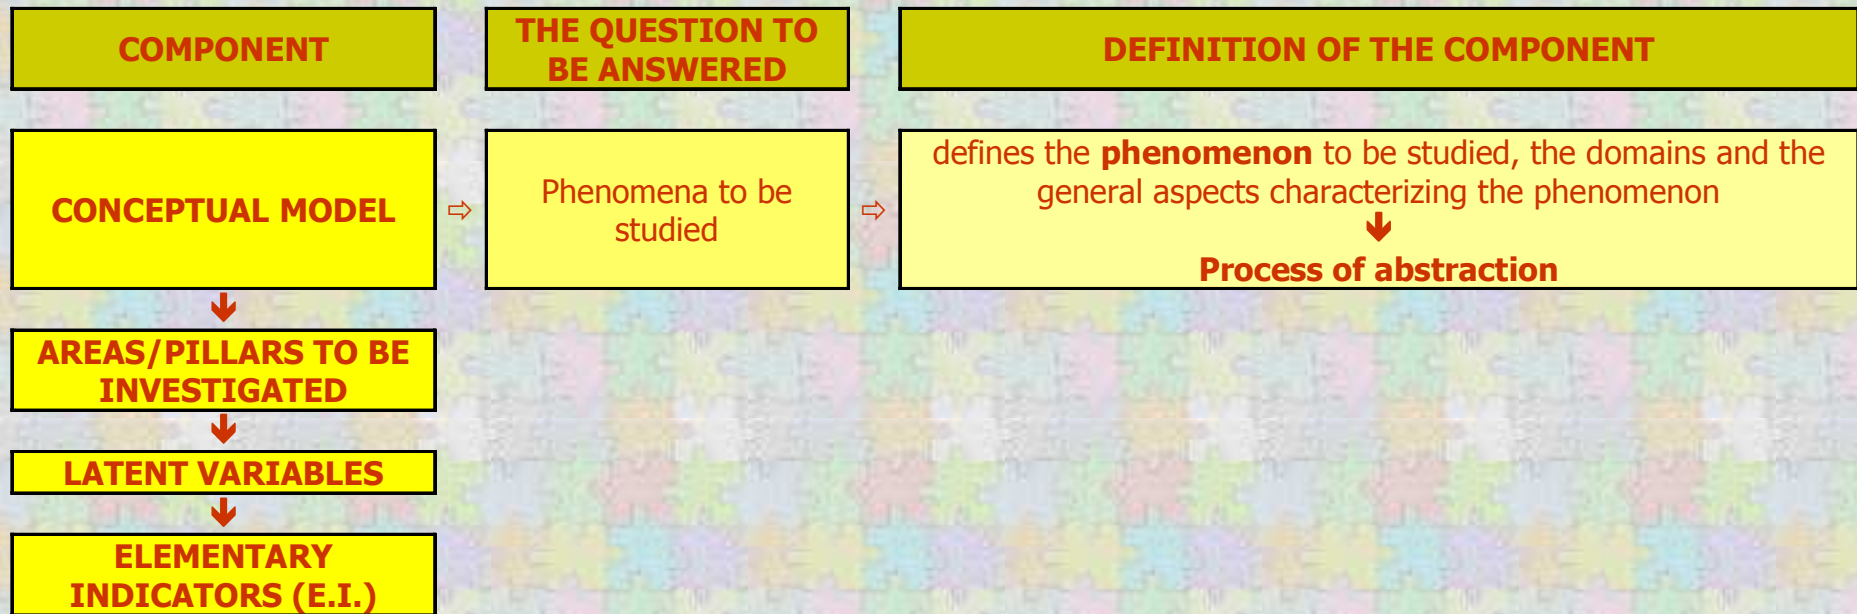 COMPONENT
THE QUESTION TO
BE ANSWERED
DEFINITION OF THE COMPONENT
CONCEPTUAL MODEL
⇨
Phenomena to be
studied
⇨
defines the phenomenon to be studied, the domains and the
general aspects characterizing the phenomenon
Process of abstraction
AREAS/PILLARS TO BE
INVESTIGATED
LATENT VARIABLES
ELEMENTARY
INDICATORS (E.I.)